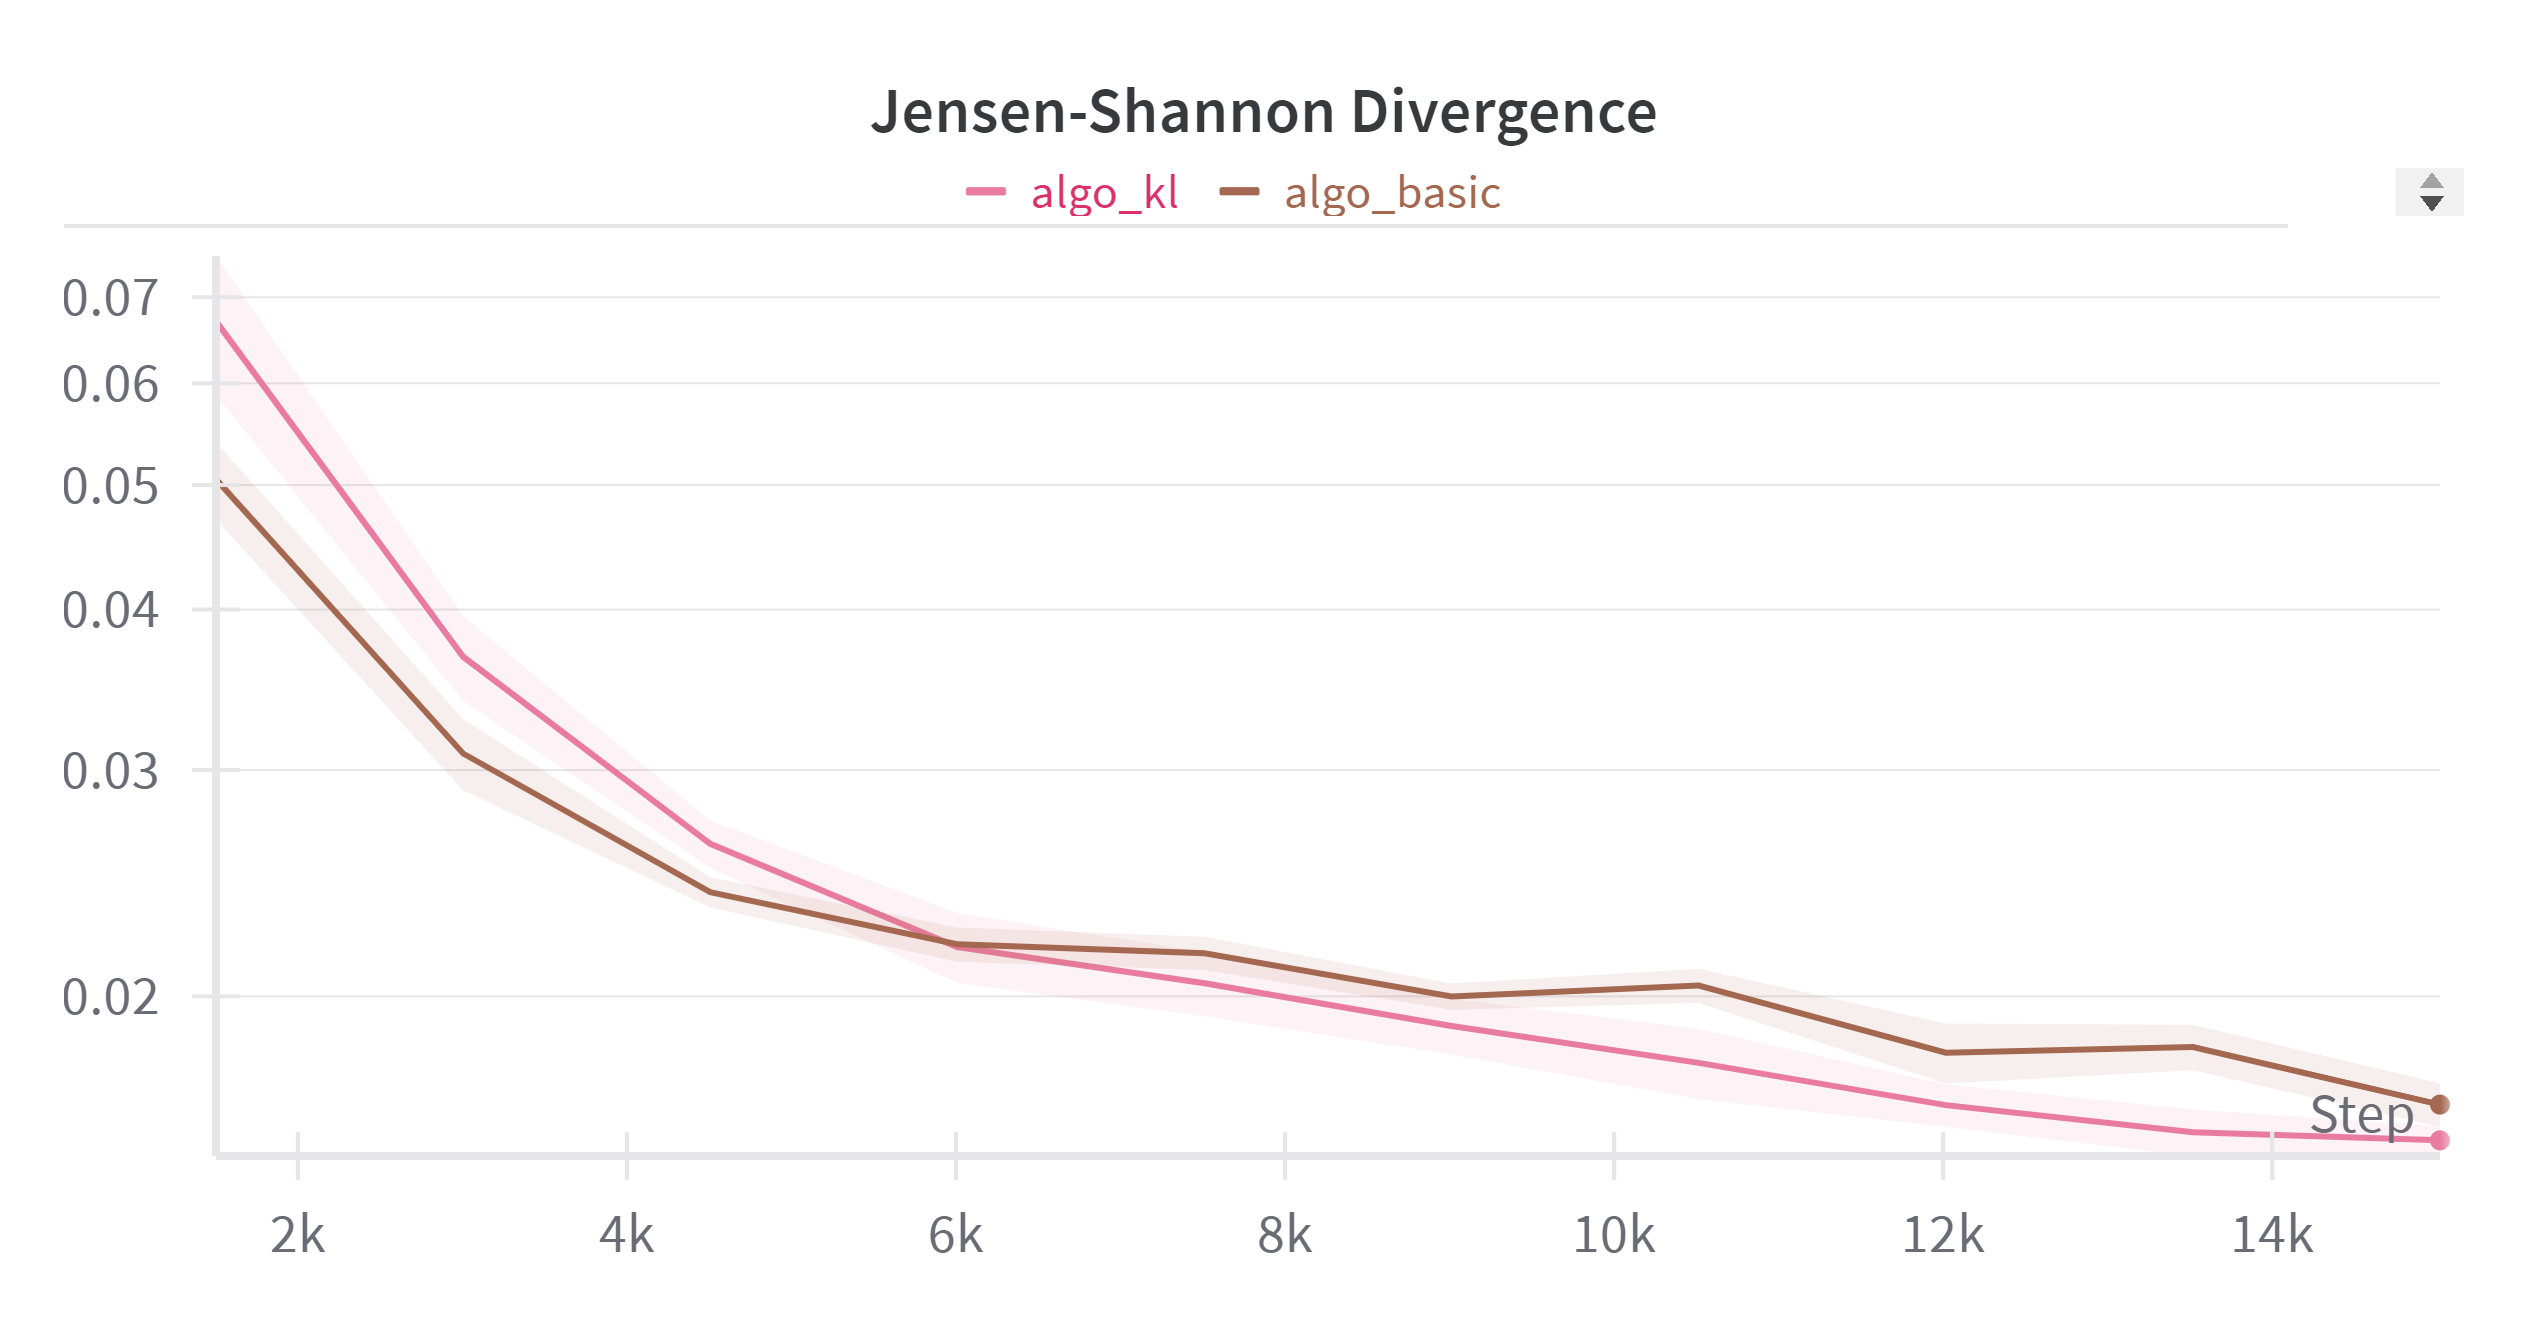 Jensen-Shannon Divergence
algo_kl algo_basic
0.07
0.06
0.05
0.04
0.03
0.02
Step
2k 4k 6k 8k 10k 12k 14k